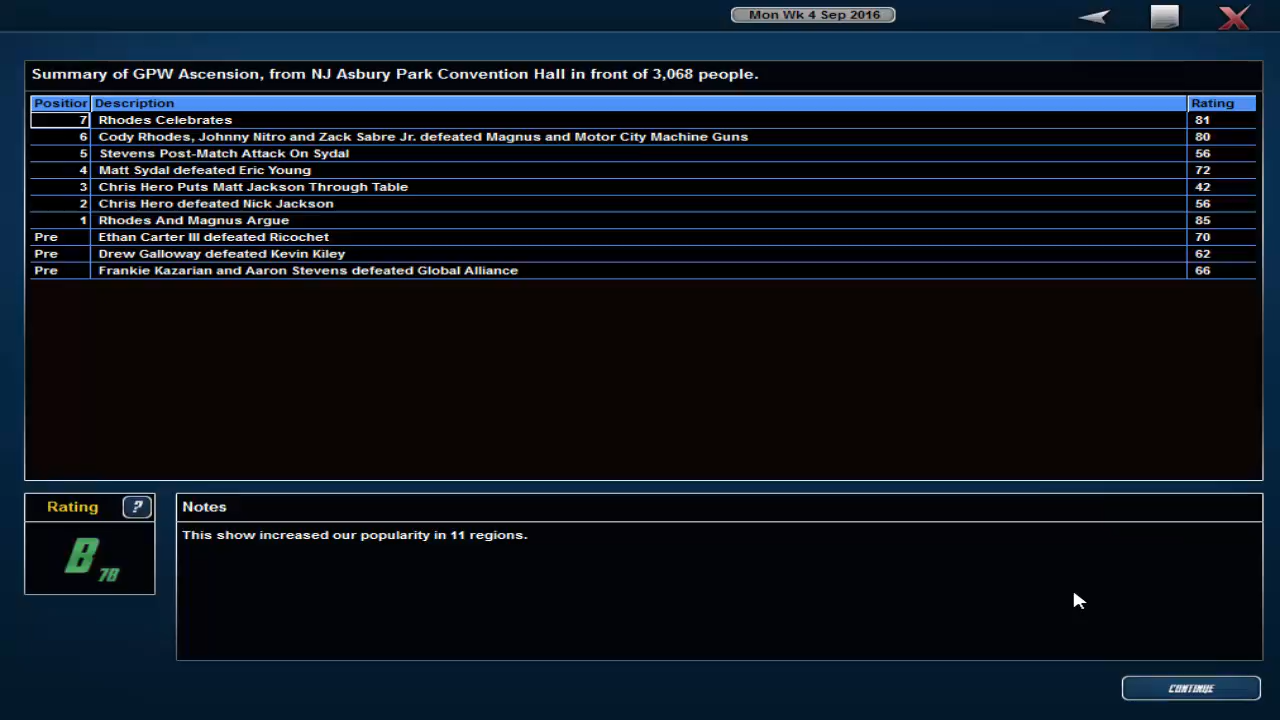 Mon Wk 4 Sep 2016
Summary of GPW Ascension, from NJ Asbury Park Convention Hall in front of 3,068 people.
Position Description Rating
7 Rhodes Celebrates 81
6 Cody Rhodes, Johnny Nitro and Zack Sabre Jr. defeated Magnus and Motor City Machine Guns 80
5 Stevens Post-Match Attack On Sydal 56
4 Matt Sydal defeated Eric Young 72
3 Chris Hero Puts Matt Jackson Through Table 42
2 Chris Hero defeated Nick Jackson 56
1 Rhodes And Magnus Argue 85
Pre Ethan Carter III defeated Ricochet 70
Pre Drew Galloway defeated Kevin Kiley 62
Pre Frankie Kazarian and Aaron Stevens defeated Global Alliance 66
Rating ? Notes
This show increased our popularity in 11 regions.
B 78
CONTINUE